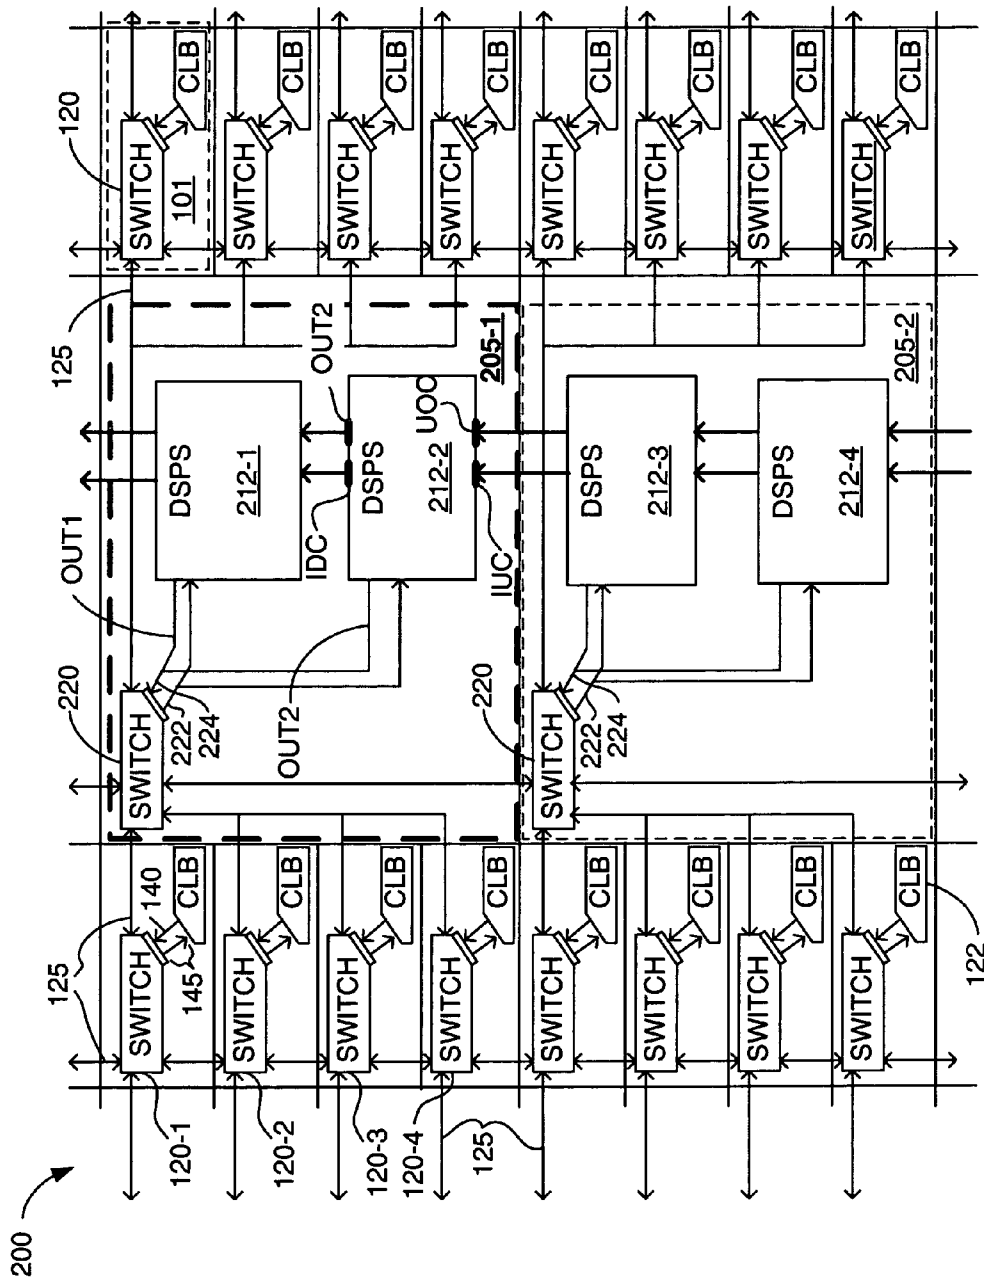 200
125
125
120
220
OUT1
SWITCH
140
SWITCH
SWITCH
120-1
145
CLB
222
224
DSPS
212-1
101
CLB
SWITCH
SWITCH
120-2
CLB
OUT2
CLB
SWITCH
IDC
OUT2
SWITCH
120-3
CLB
DSPS
212-2
CLB
SWITCH
UOC
SWITCH
120-4
125
CLB
IUC
205-1
CLB
220
SWITCH
SWITCH
SWITCH
CLB
222
224
DSPS
212-3
CLB
SWITCH
SWITCH
CLB
CLB
SWITCH
DSPS
212-4
SWITCH
CLB
CLB
SWITCH
205-2
SWITCH
CLB
CLB
122